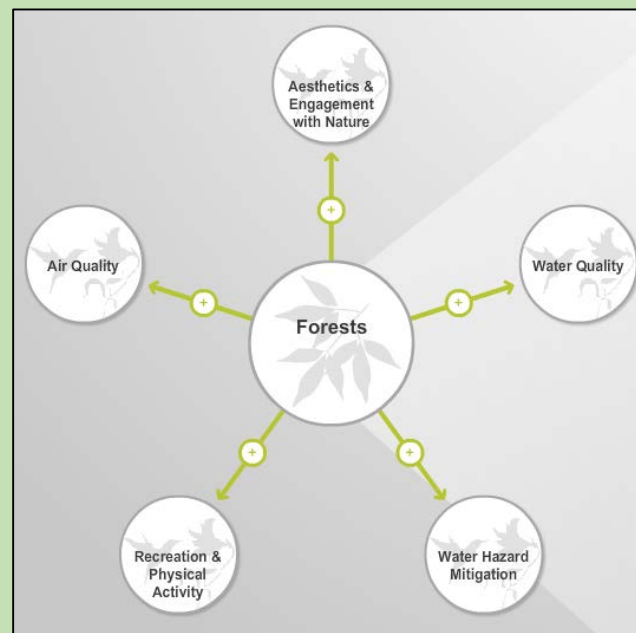 Aesthetics &
Engagement
with Nature
Air Quality
Water Quality
+
+
+
Forests
+
+
Recreation &
Physical
Activity
Water Hazard
Mitigation